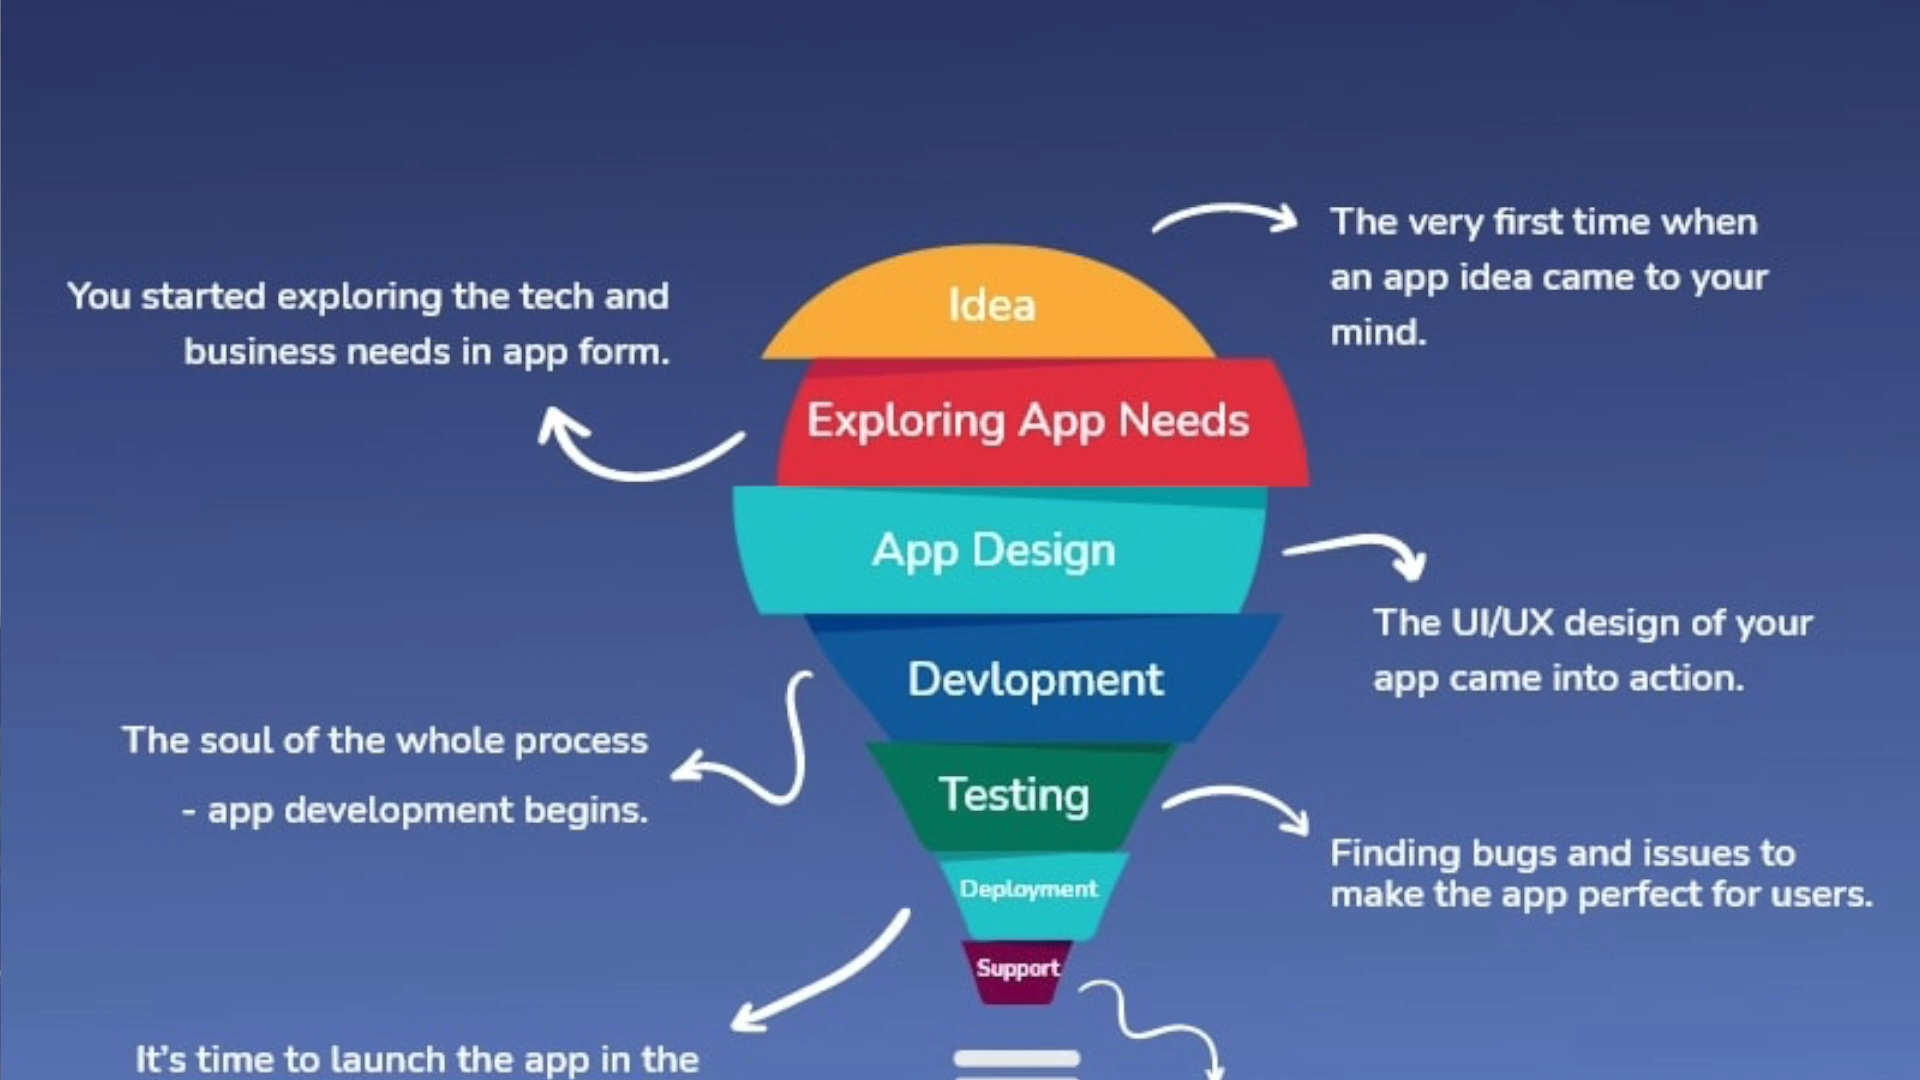 Idea
The very first time when
an app idea came to your
mind.
Exploring App Needs
You started exploring the tech and
business needs in app form.
App Design
The UI/UX design of your
app came into action.
Devlopment
The soul of the whole process
- app development begins.
Testing
Finding bugs and issues to
make the app perfect for users.
Deployment
It's time to launch the app in the
Support